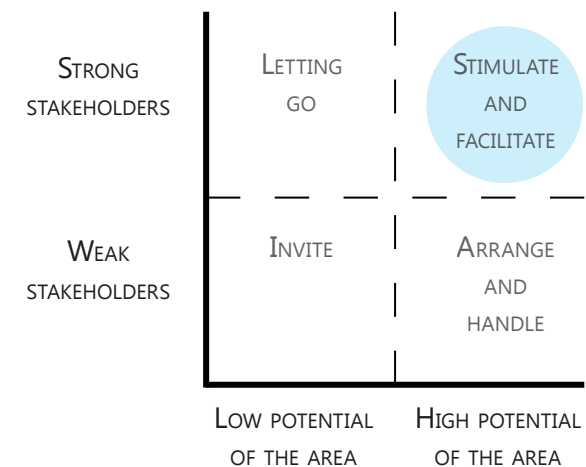 Strong
stakeholders
Letting
go
Stimulate
and
facilitate
Weak
stakeholders
Invite
Arrange
and
handle
Low potential
of the area
High potential
of the area